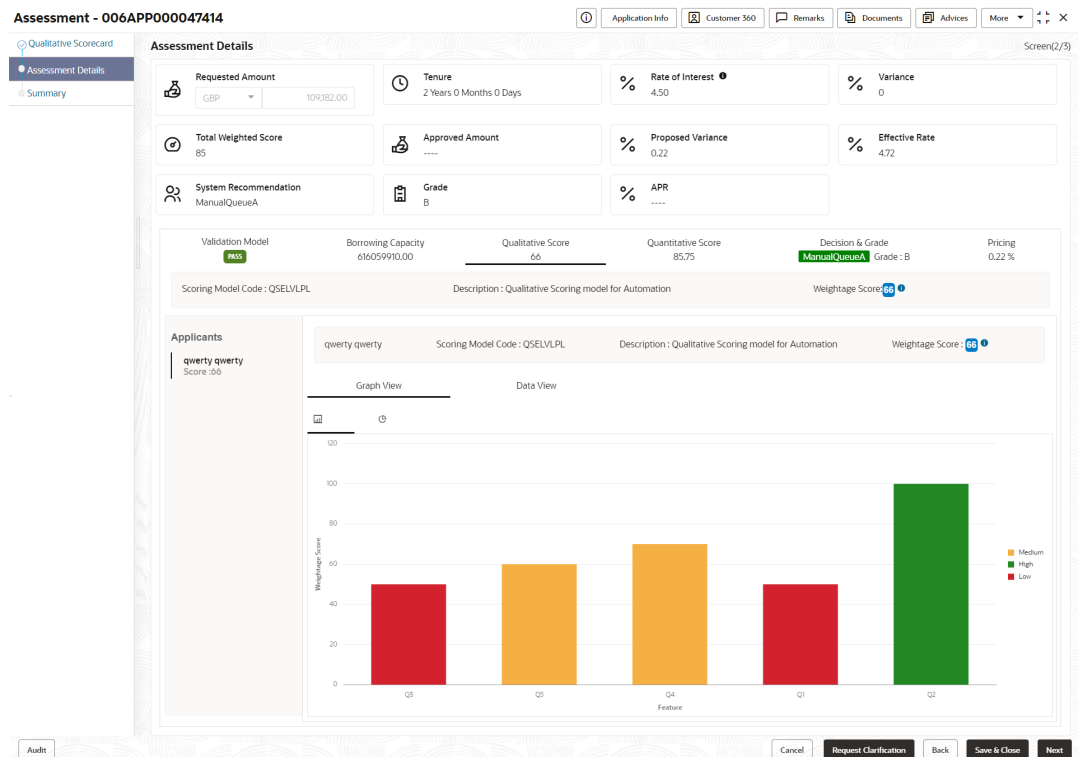 Assessment - 006APP000047414
Application Info
Customer 360
Remarks
Documents
Advices
More
Qualitative Scorecard
Assessment Details
Summary
Assessment Details
Screen(2/3)
Requested Amount
GBP
109,182.00
Tenure
2 Years 0 Months 0 Days
Rate of Interest
4.50
Variance
0
Total Weighted Score
85
Approved Amount
----
Proposed Variance
0.22
Effective Rate
4.72
System Recommendation
ManualQueueA
Grade
B
APR
----
Validation Model
PASS
Borrowing Capacity
616059910.00
Qualitative Score
66
Quantitative Score
85.75
Decision & Grade
ManualQueueA Grade : B
Pricing
0.22 %
Scoring Model Code : QSELVLPL
Description : Qualitative Scoring model for Automation
Weightage Score:66
Applicants
qwerty qwerty
Score :66
qwerty qwerty
Scoring Model Code : QSELVLPL
Description : Qualitative Scoring model for Automation
Weightage Score : 66
Graph View
Data View
120
100
80
60
40
20
0
Weightage Score
Q3
Q5
Q4
Q1
Q2
Feature
Medium
High
Low
Audit
Cancel
Request Clarification
Back
Save & Close
Next